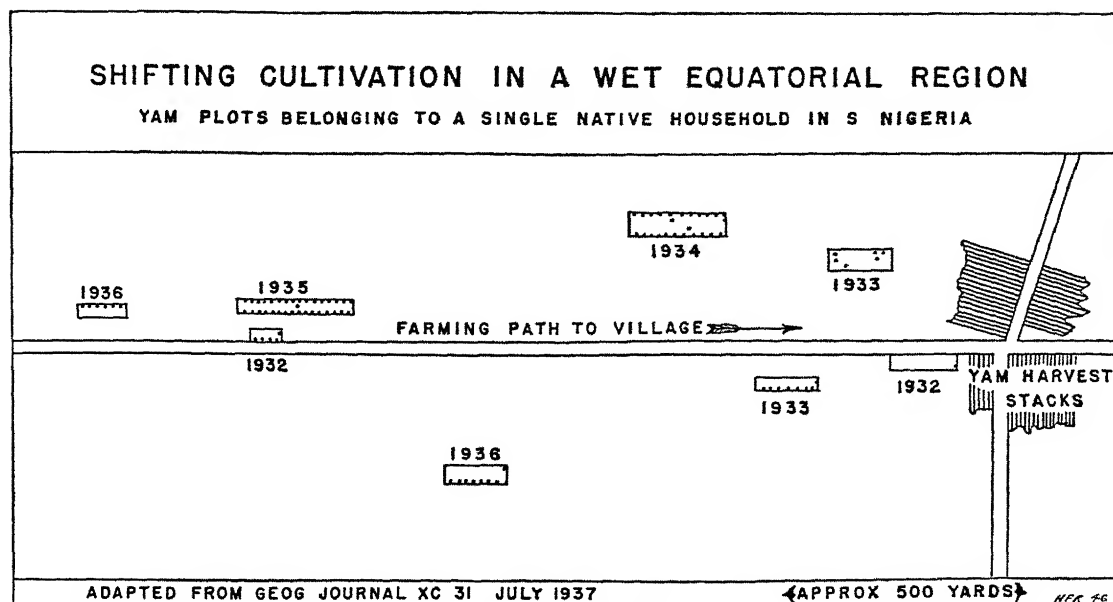 SHIFTING CULTIVATION IN A WET EQUATORIAL REGION
YAM PLOTS BELONGING TO A SINGLE NATIVE HOUSEHOLD IN S NIGERIA
1934
1933
1936
1935
FARMING PATH TO VILLAGE
1932
1933
1932
YAM HARVEST
STACKS
1936
ADAPTED FROM GEOG JOURNAL XC 31 JULY 1937
APPROX 500 YARDS